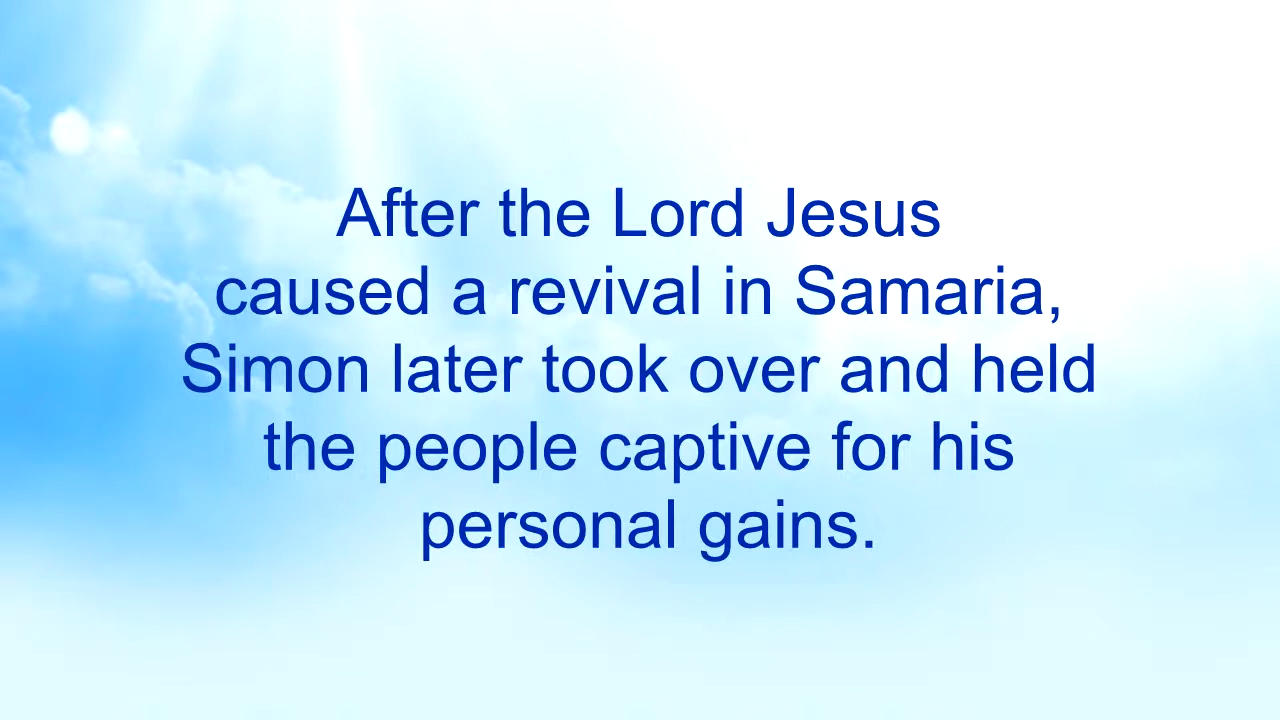 After the Lord Jesus
caused a revival in Samaria,
Simon later took over and held
the people captive for his
personal gains.